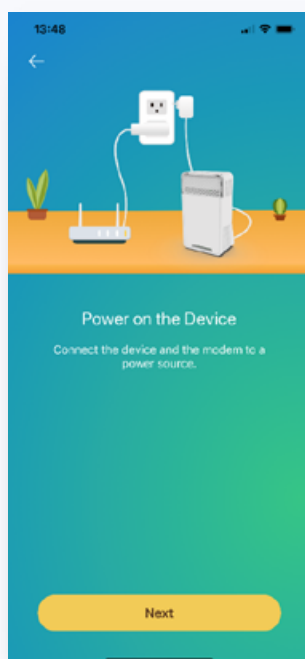 13:48
Power on the Device
Connect the device and the modem to a
power source.
Next